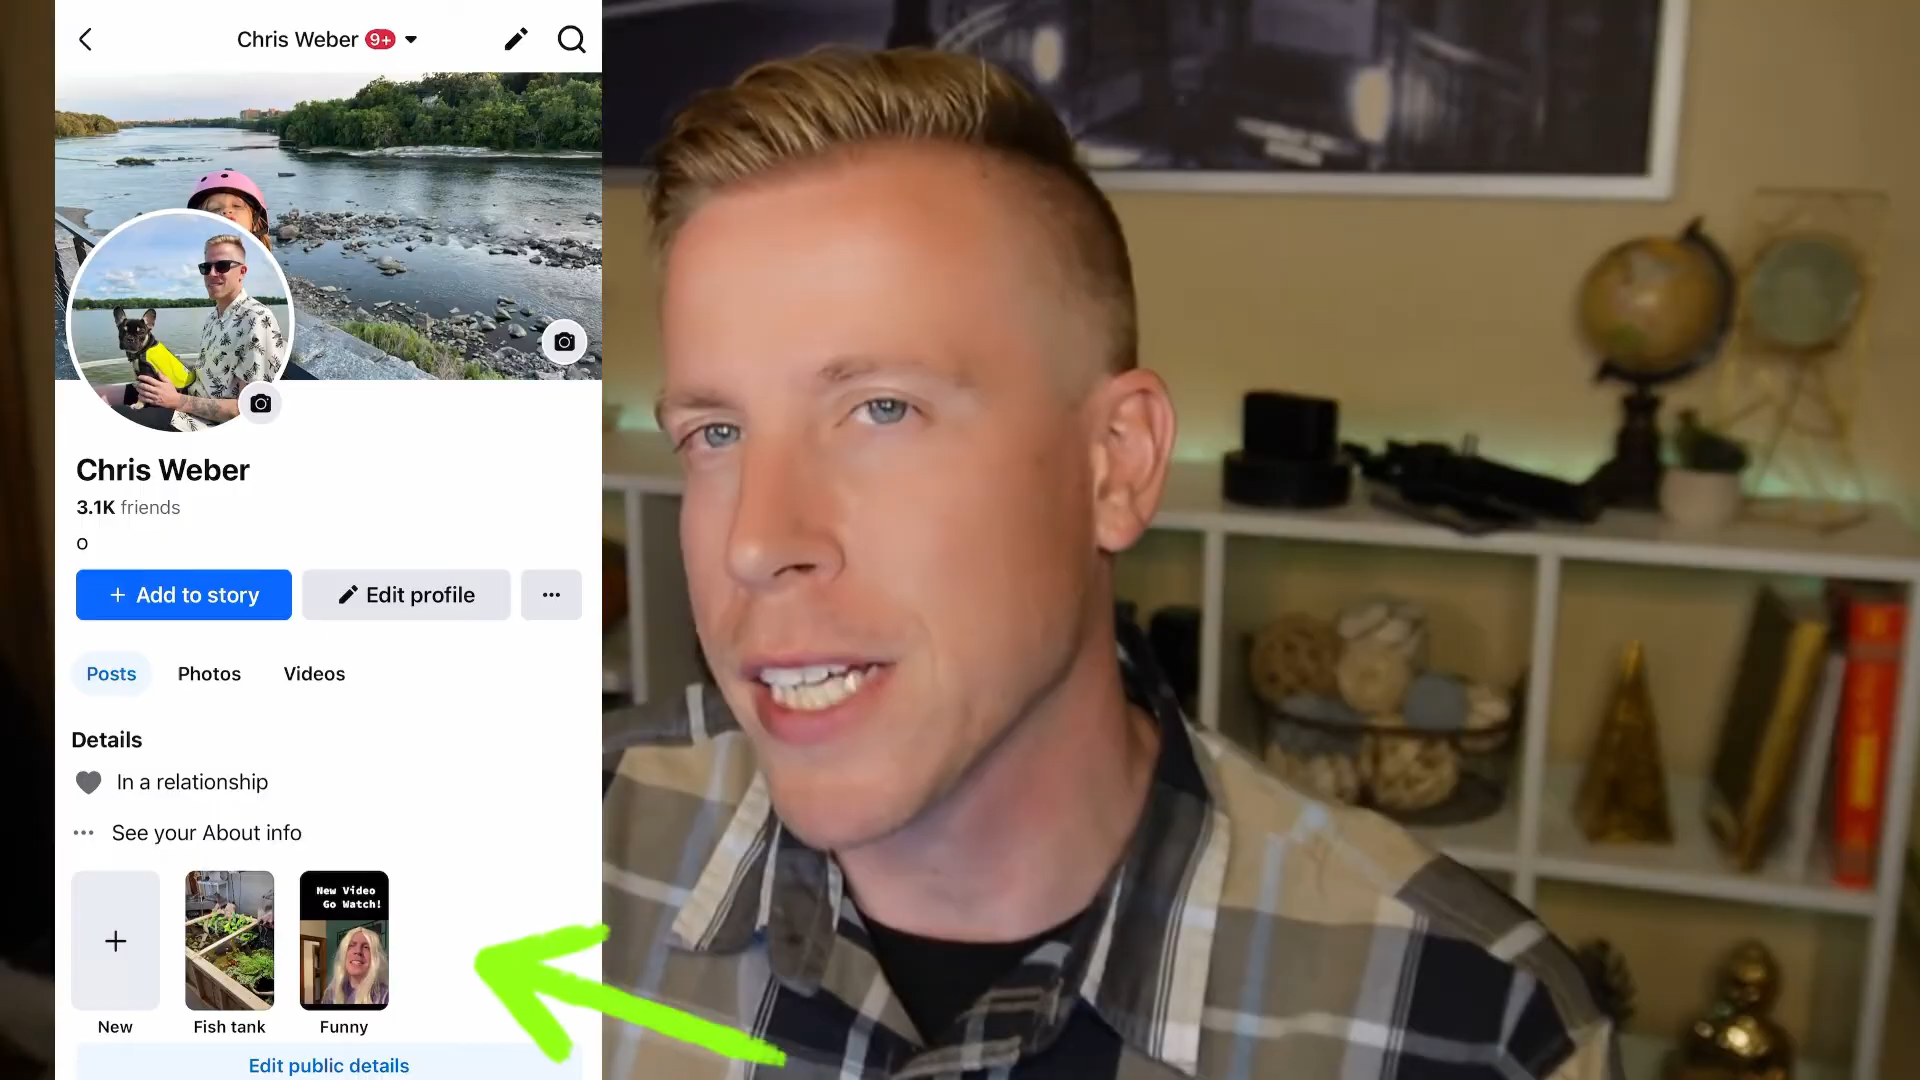 Chris Weber 9+
Chris Weber
3.1K friends
o
+ Add to story
Edit profile
Posts
Photos
Videos
Details
In a relationship
See your About info
New Video
Go Watch!
New
Fish tank
Funny
Edit public details